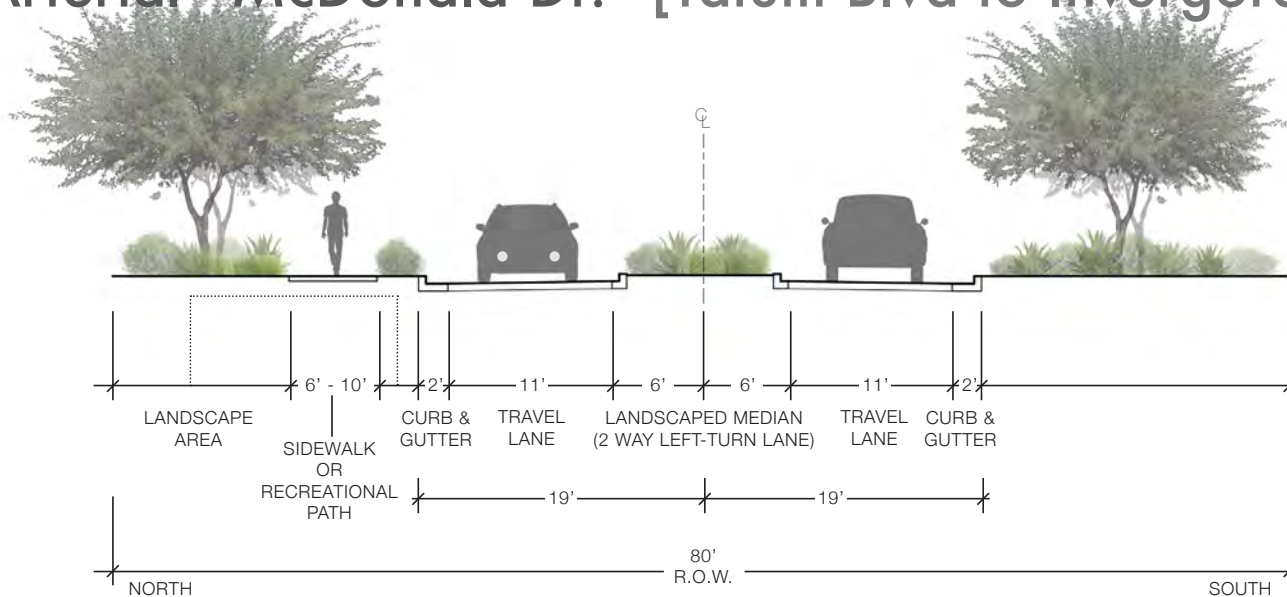 McDonald Dr.
6' - 10'
2'
11'
6'
6'
11'
2'
LANDSCAPE
AREA
SIDEWALK
OR
RECREATIONAL
PATH
CURB &
GUTTER
TRAVEL
LANE
LANDSCAPED MEDIAN
(2 WAY LEFT-TURN LANE)
TRAVEL
LANE
CURB &
GUTTER
19'
19'
80'
R.O.W.
NORTH
SOUTH